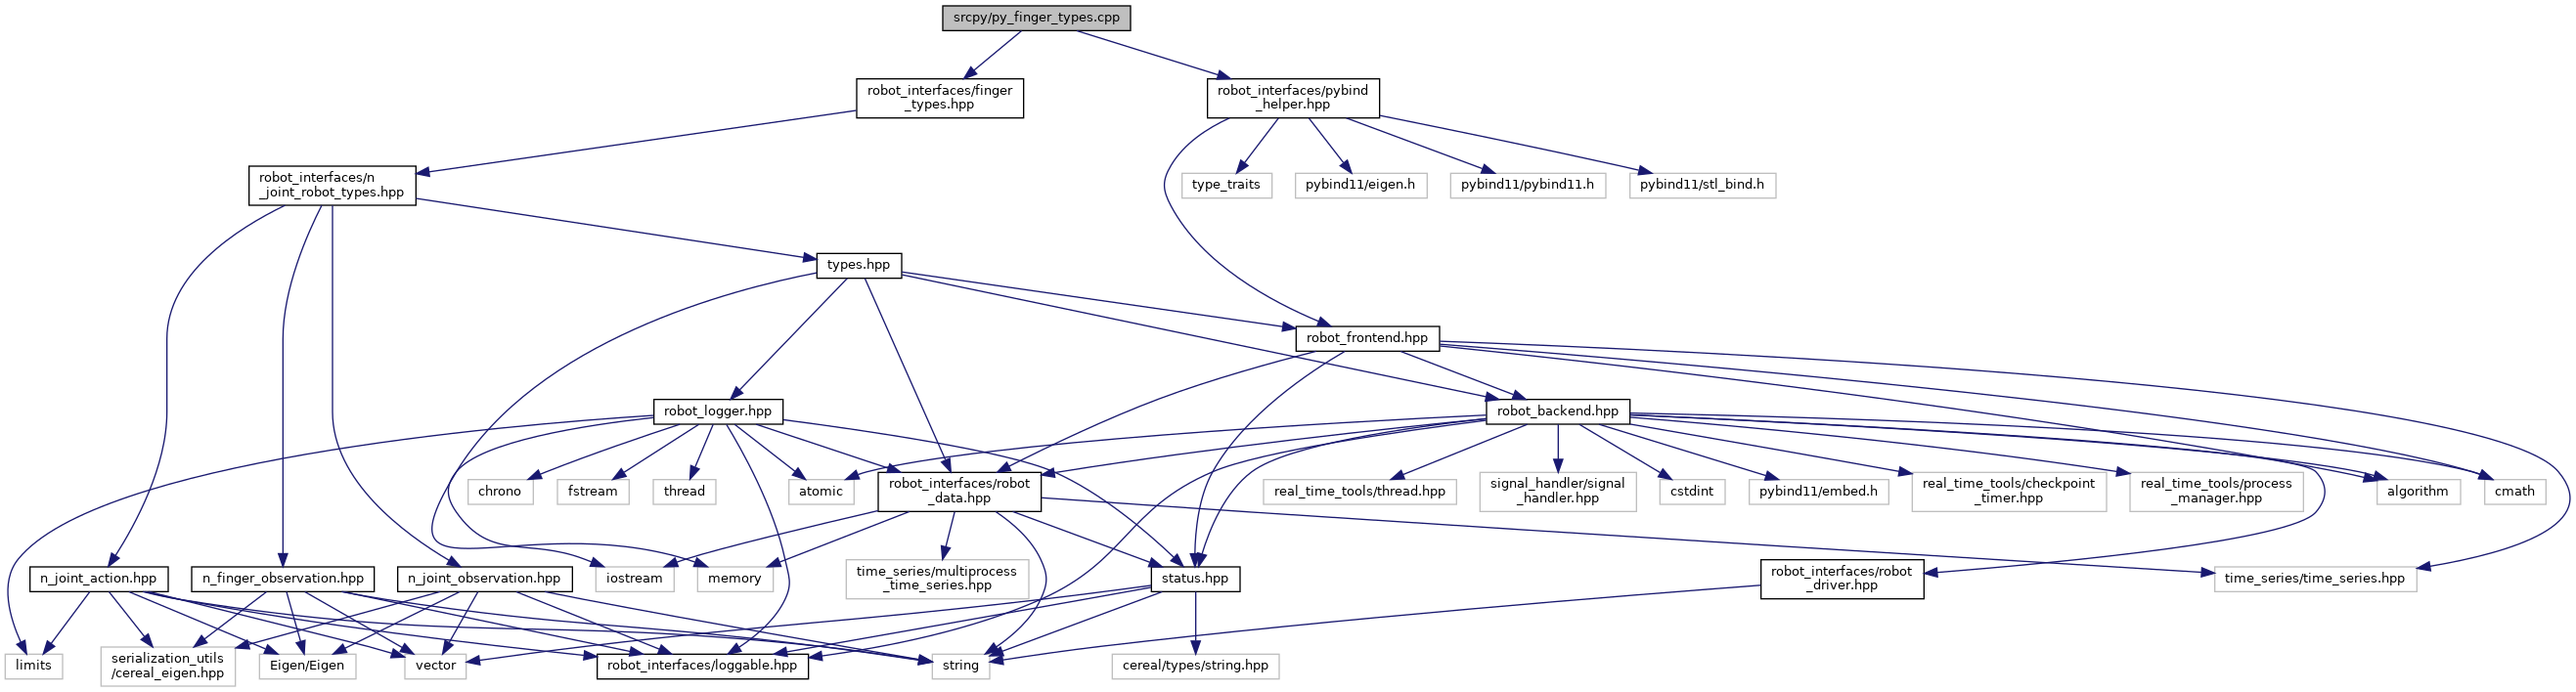 srcpy/py_finger_types.cpp
robot_interfaces/finger
_types.hpp
robot_interfaces/pybind
_helper.hpp
robot_interfaces/n
_joint_robot_types.hpp
type_traits
pybind11/eigen.h
pybind11/pybind11.h
pybind11/stl_bind.h
types.hpp
robot_frontend.hpp
robot_logger.hpp
robot_backend.hpp
chrono
fstream
thread
atomic
robot_interfaces/robot
_data.hpp
real_time_tools/thread.hpp
signal_handler/signal
_handler.hpp
cstdint
pybind11/embed.h
real_time_tools/checkpoint
_timer.hpp
real_time_tools/process
_manager.hpp
algorithm
cmath
n_joint_action.hpp
n_finger_observation.hpp
n_joint_observation.hpp
iostream
memory
time_series/multiprocess
_time_series.hpp
status.hpp
robot_interfaces/robot
_driver.hpp
time_series/time_series.hpp
limits
serialization_utils
/cereal_eigen.hpp
Eigen/Eigen
vector
robot_interfaces/loggable.hpp
string
cereal/types/string.hpp